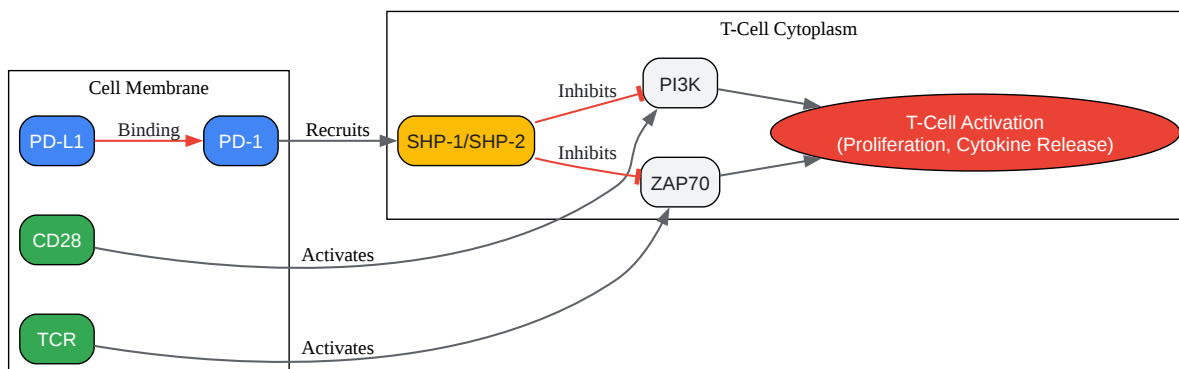 T-Cell Cytoplasm
Cell Membrane
PD-L1
Binding
PD-1
Recruits
SHP-1/SHP-2
Inhibits
Inhibits
PI3K
ZAP70
T-Cell Activation
(Proliferation, Cytokine Release)
CD28
Activates
TCR
Activates